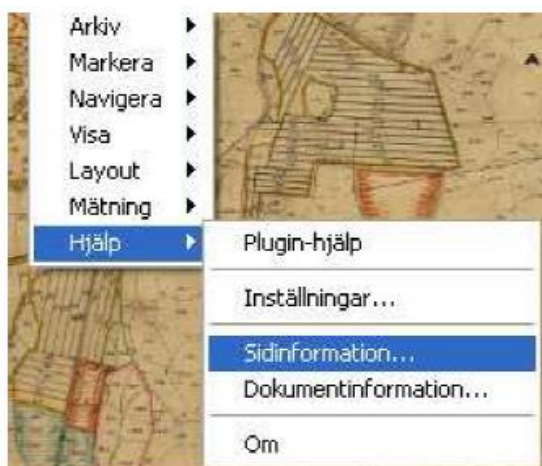 Arkiv
Markera
Navigera
Visa
Layout
Mätning
Hjälp
Plugin-hjälp
Inställningar...
Sidinformation...
Dokumentinformation...
Om